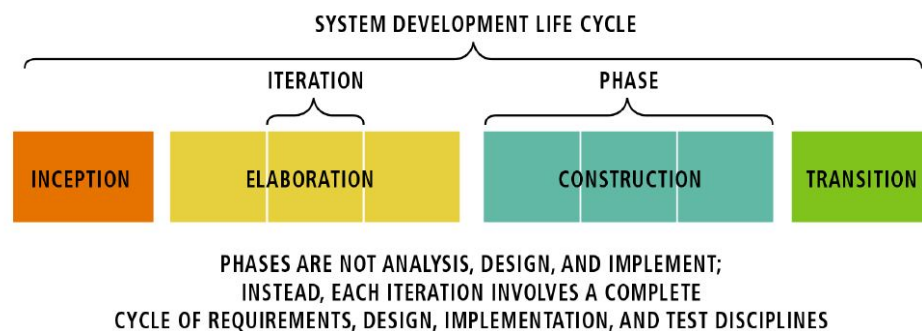 SYSTEM DEVELOPMENT LIFE CYCLE
ITERATION
PHASE
INCEPTION
ELABORATION
CONSTRUCTION
TRANSITION
PHASES ARE NOT ANALYSIS, DESIGN, AND IMPLEMENT;
INSTEAD, EACH ITERATION INVOLVES A COMPLETE
CYCLE OF REQUIREMENTS, DESIGN, IMPLEMENTATION, AND TEST DISCIPLINES